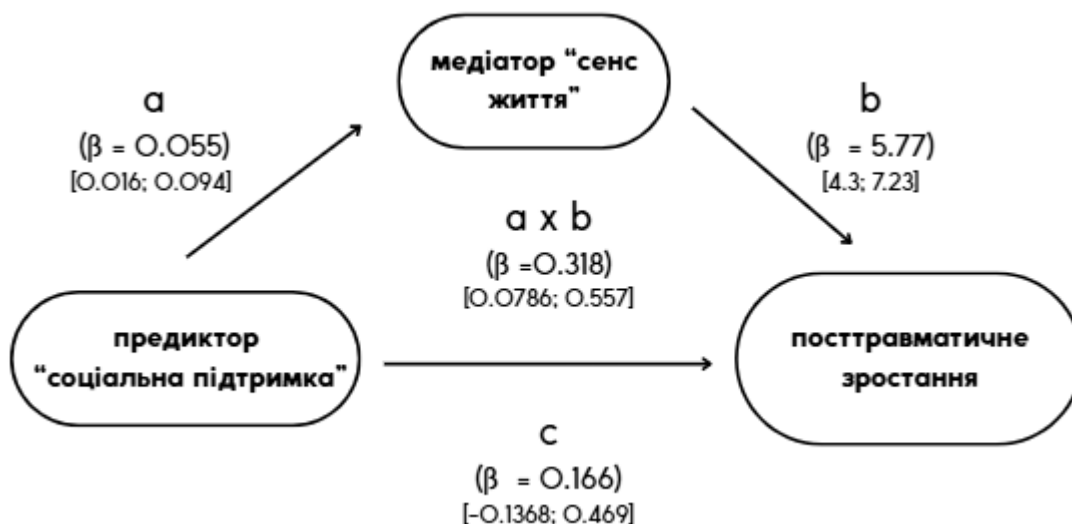 медіатор “сенс
життя”
a
(β = 0.055)
[0.016; 0.094]
b
(β = 5.77)
[4.3; 7.23]
a x b
(β =0.318)
[0.0786; 0.557]
предиктор
“соціальна підтримка”
посттравматичне
зростання
c
(β = 0.166)
[-0.1368; 0.469]